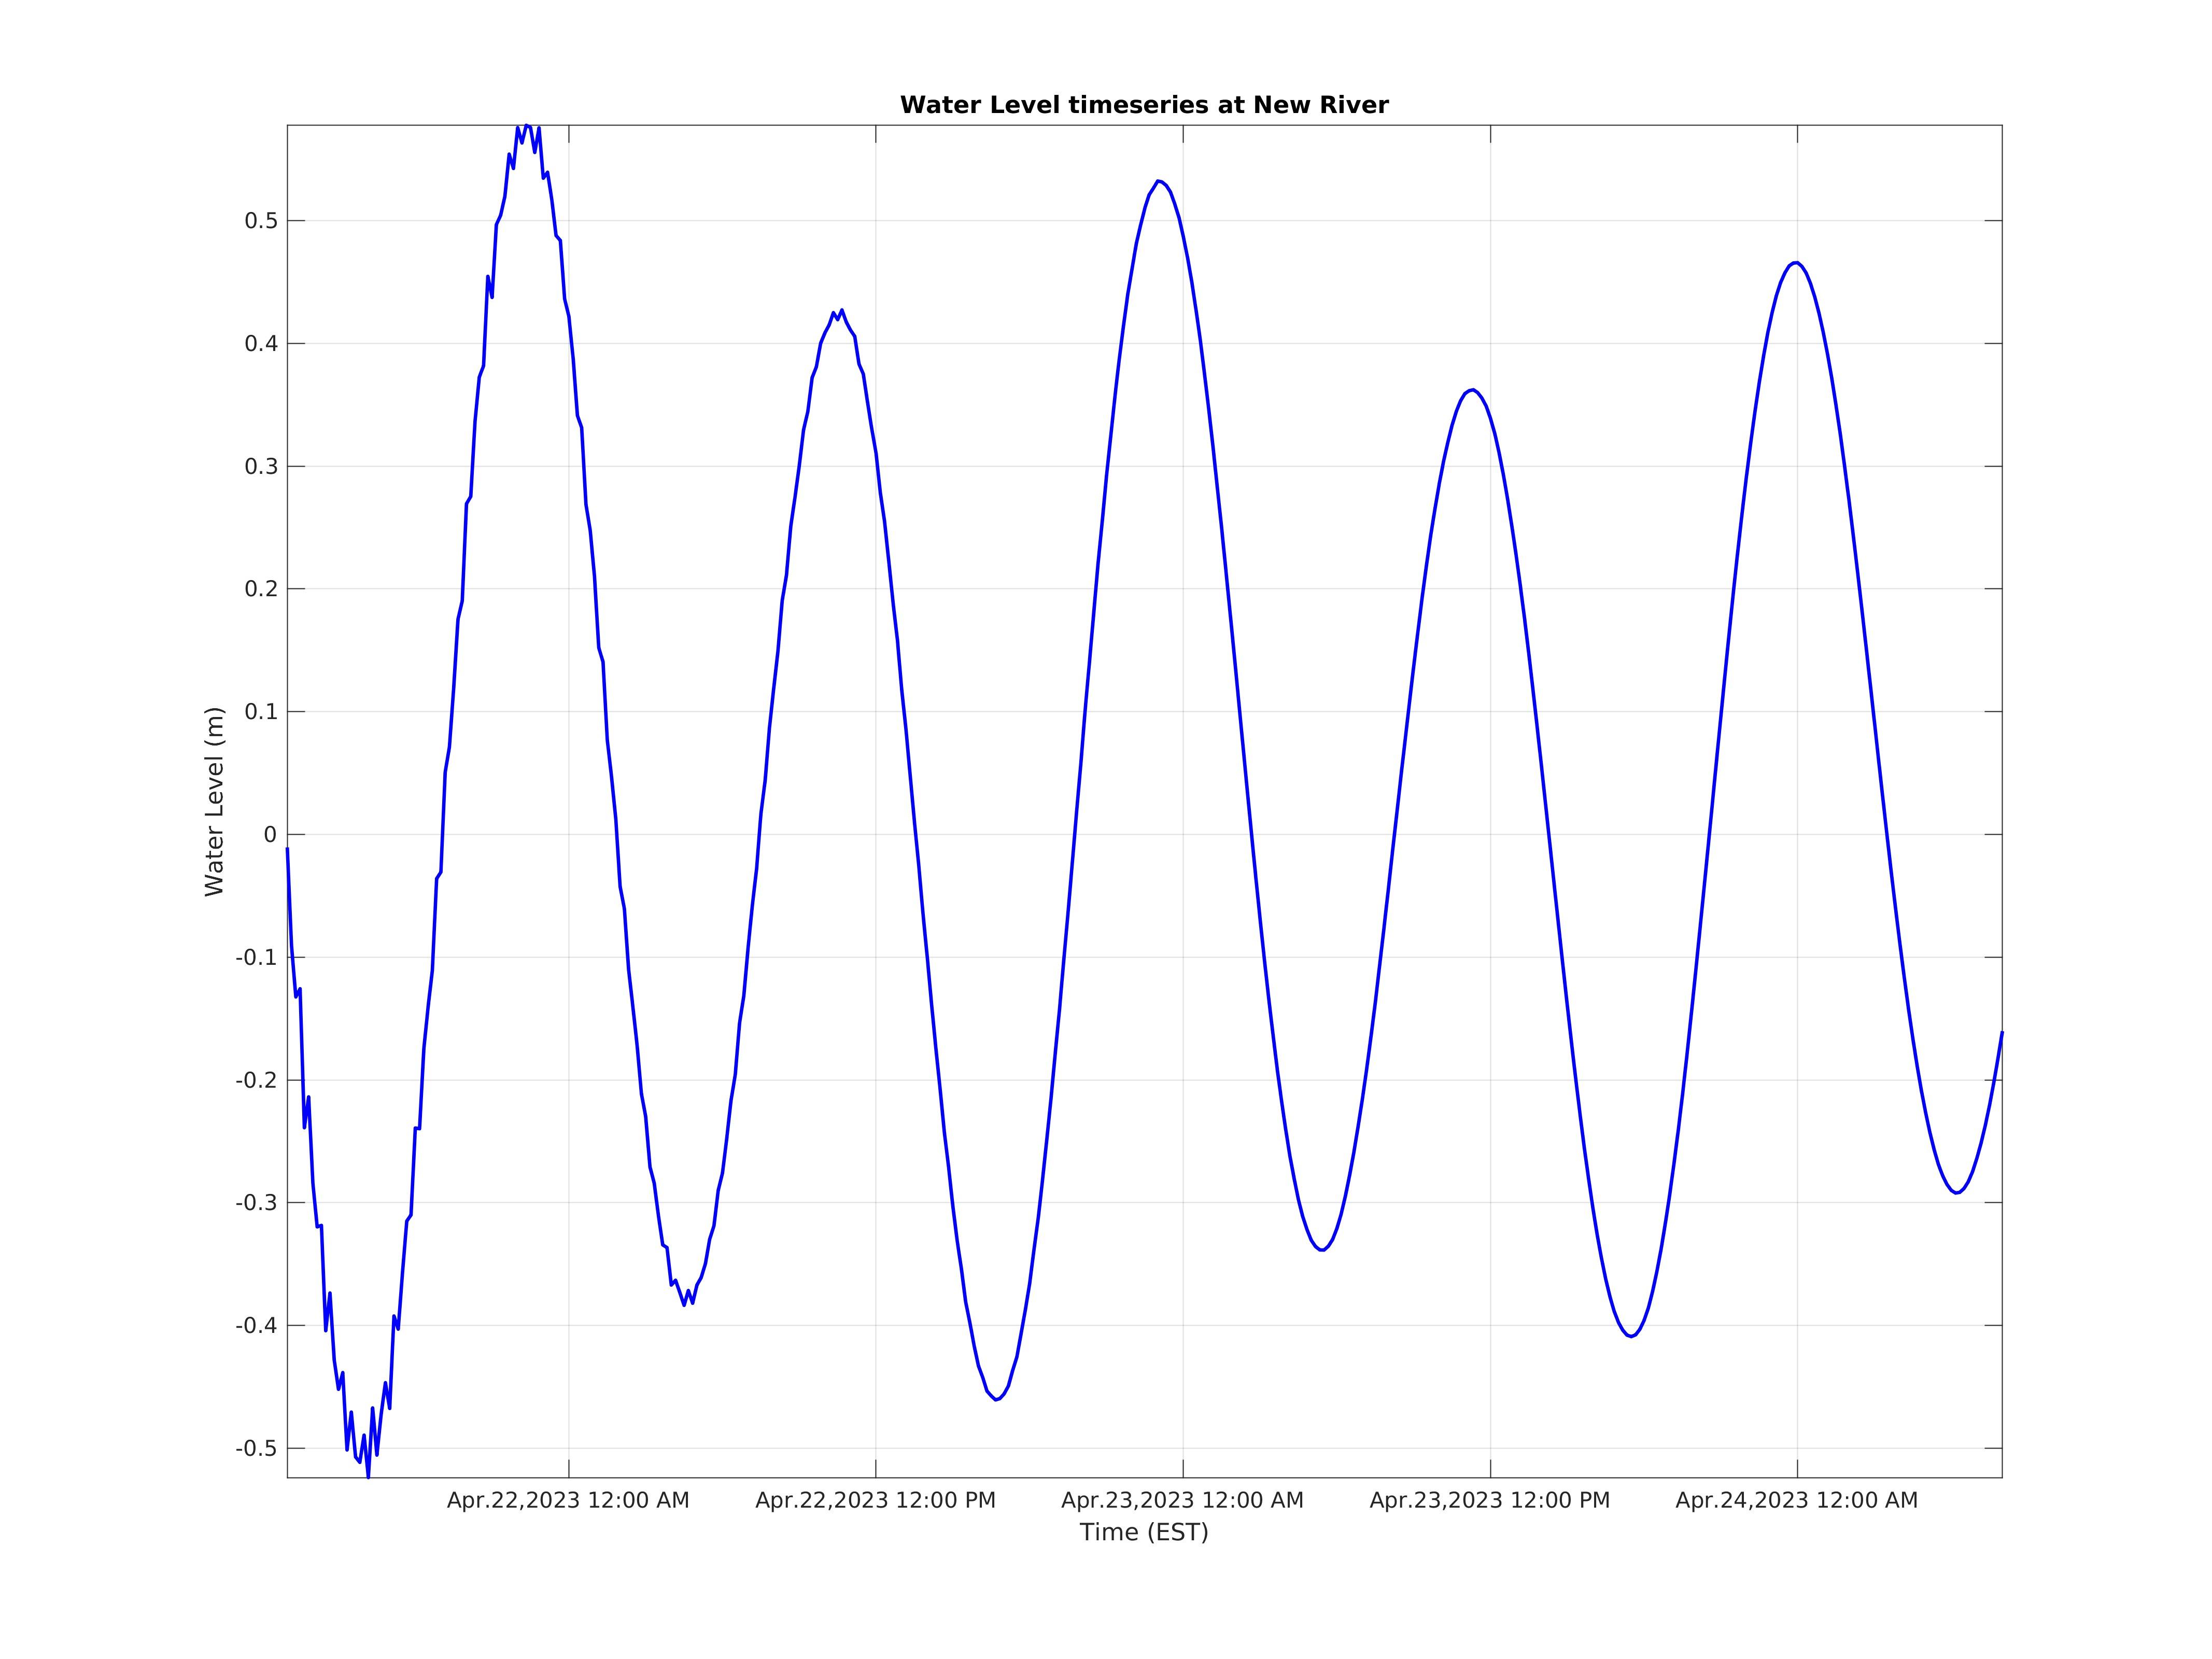 Water Level timeseries at New River
0.5
0.4
0.3
0.2
0.1
0
-0.1
-0.2
-0.3
-0.4
-0.5
Water Level (m)
Apr.22,2023 12:00 AM Apr.22,2023 12:00 PM Apr.23,2023 12:00 AM Apr.23,2023 12:00 PM Apr.24,2023 12:00 AM
Time (EST)